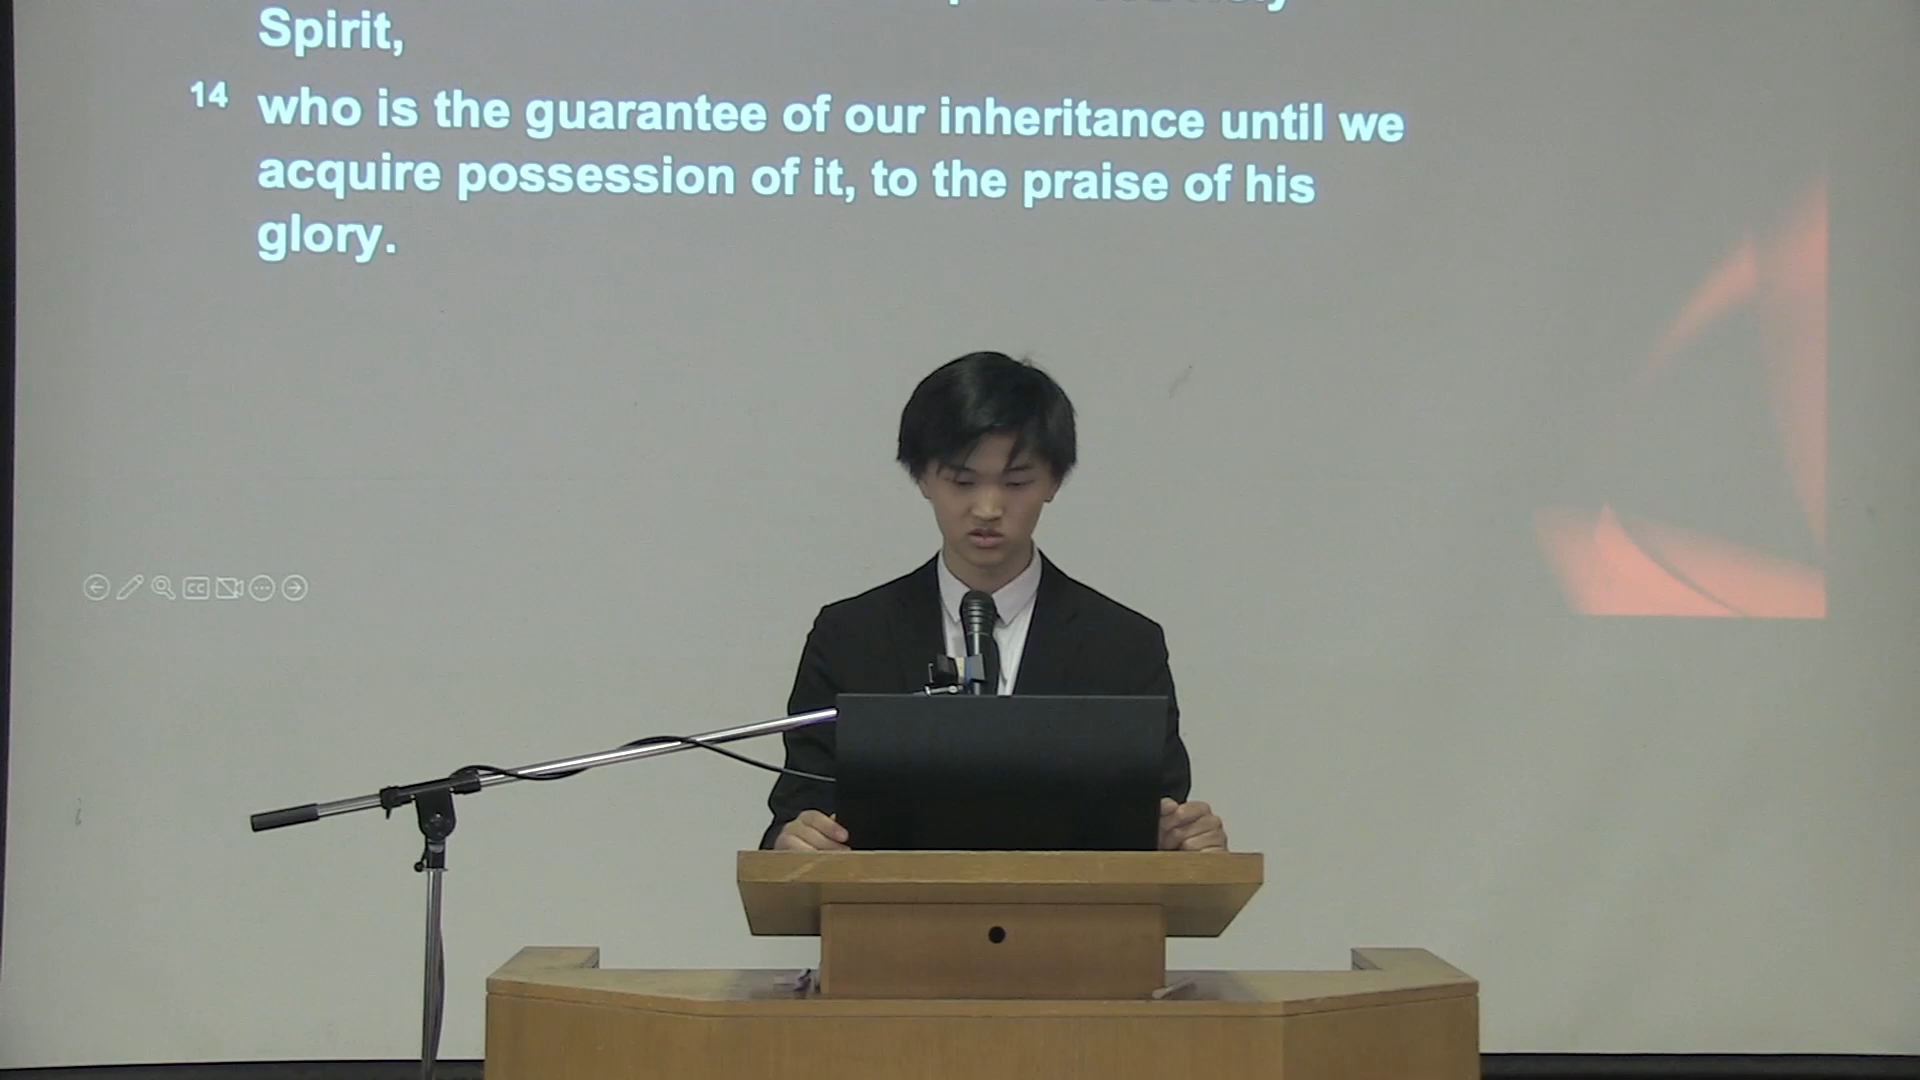 Spirit,
14 who is the guarantee of our inheritance until we
acquire possession of it, to the praise of his
glory.
CC